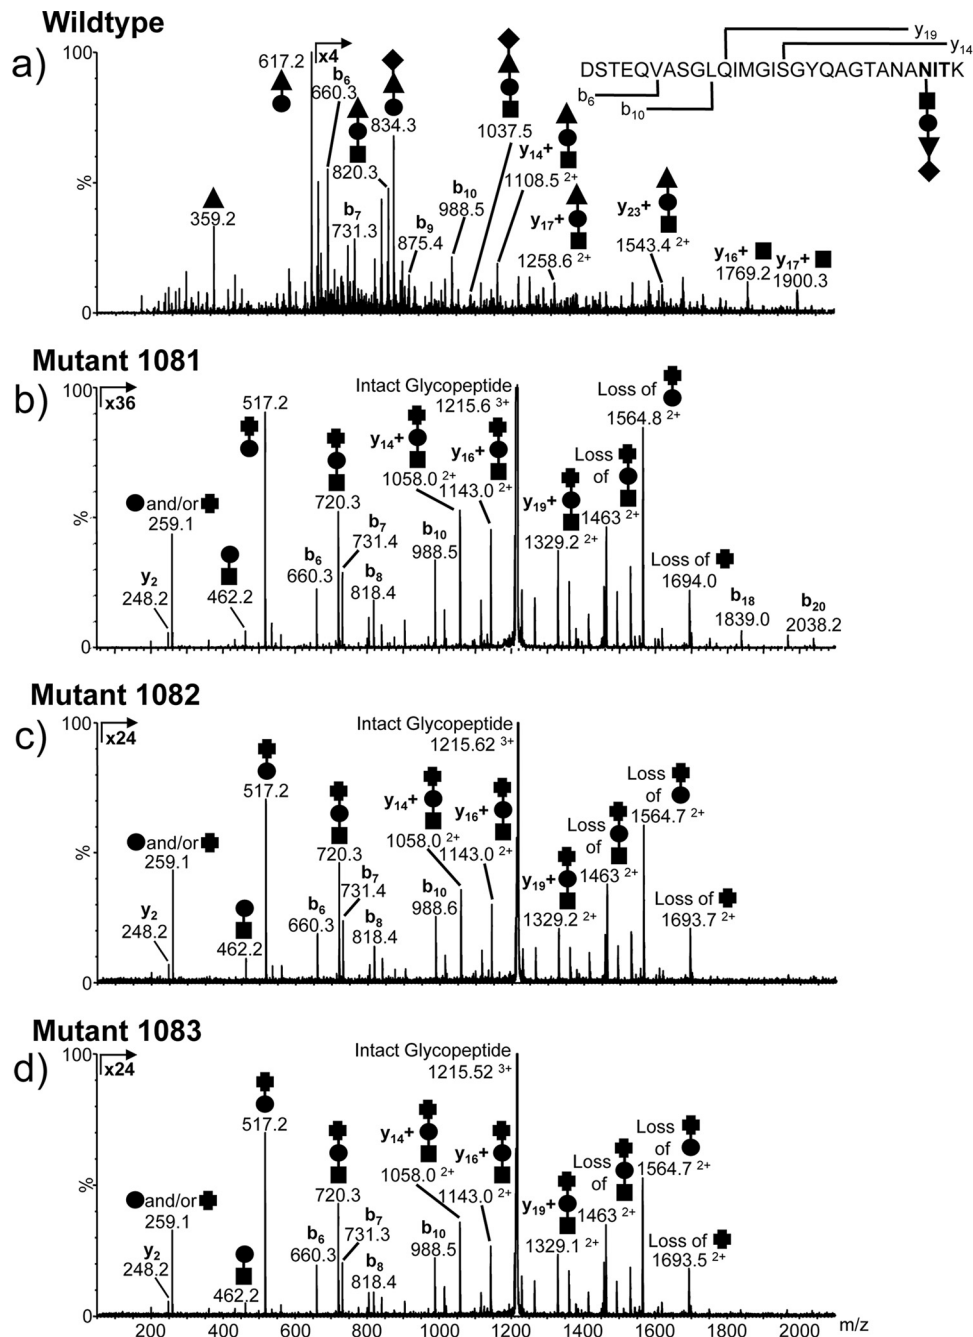 Wildtype
a)
100
%
0
617.2
x4
b6
660.3
834.3
820.3
359.2
b7
731.3
b9
875.4
b10
988.5
1037.5
y14+
1108.5 2+
y17+
1258.6 2+
y23+
1543.4 2+
y16+
1769.2
y17+
1900.3
y19
y14
DSTEQVASGLQIMGISGYQAGTANANITK
b6
b10
Mutant 1081
b)
100
x36
%
0
517.2
and/or
259.1
y2
248.2
462.2
b6
660.3
720.3
b7
731.4
b8
818.4
b10
988.5
Intact Glycopeptide
1215.6 3+
y14+
1058.0 2+
y16+
1143.0 2+
y19+
1329.2 2+
Loss
of
1463 2+
Loss of
1564.8 2+
Loss of
1694.0
b18
1839.0
b20
2038.2
Mutant 1082
c)
100
x24
%
0
517.2
and/or
259.1
y2
248.2
462.2
b6
660.3
720.3
b7
731.4
b8
818.4
b10
988.6
Intact Glycopeptide
1215.62 3+
y14+
1058.0 2+
y16+
1143.0 2+
y19+
1329.2 2+
Loss
of
1463 2+
Loss
of
1564.7 2+
Loss of
1693.7 2+
Mutant 1083
d)
100
x24
%
0
517.2
and/or
259.1
y2
248.2
462.2
b6
660.3
720.3
b7
731.3
b8
818.4
b10
988.5
Intact Glycopeptide
1215.52 3+
y14+
1058.0 2+
y16+
1143.0 2+
y19+
1329.1 2+
Loss
of
1463 2+
Loss
of
1564.7 2+
Loss of
1693.5 2+
200 400 600 800 1000 1200 1400 1600 1800 2000 m/z